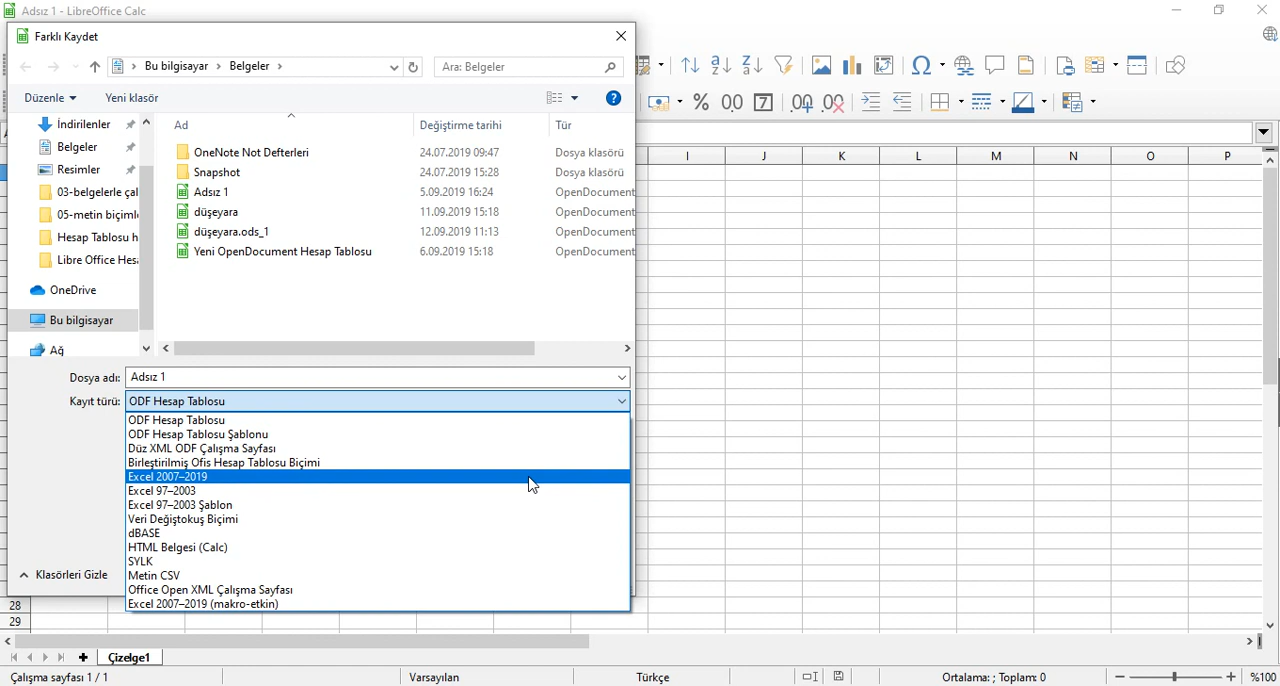 Adsız 1 - LibreOffice Calc
Farklı Kaydet
Bu bilgisayar > Belgeler >
Ara: Belgeler
Düzenle
Yeni klasör
İndirilenler
Belgeler
Resimler
03-belgelerle çal
05-metin biçiml
Hesap Tablosu h
Libre Office Hes
OneDrive
Bu bilgisayar
Ağ
Ad Değiştirme tarihi Tür
OneNote Not Defterleri 24.07.2019 09:47 Dosya klasörü
Snapshot 24.07.2019 15:28 Dosya klasörü
Adsız 1 5.09.2019 16:24 OpenDocument
düşeyara 11.09.2019 15:18 OpenDocument
düşeyara.ods_1 12.09.2019 11:13 OpenDocument
Yeni OpenDocument Hesap Tablosu 6.09.2019 15:18 OpenDocument
Dosya adı: Adsız 1
Kayıt türü: ODF Hesap Tablosu
ODF Hesap Tablosu
ODF Hesap Tablosu Şablonu
Düz XML ODF Çalışma Sayfası
Birleştirilmiş Ofis Hesap Tablosu Biçimi
Excel 2007–2019
Excel 97–2003
Excel 97–2003 Şablon
Veri Değiştokuş Biçimi
dBASE
HTML Belgesi (Calc)
SYLK
Metin CSV
Office Open XML Çalışma Sayfası
Excel 2007–2019 (makro-etkin)
Klasörleri Gizle
I J K L M N O P
28
29
Çizelge1
Çalışma sayfası 1 / 1 Varsayılan Türkçe Ortalama: ; Toplam: 0 %100